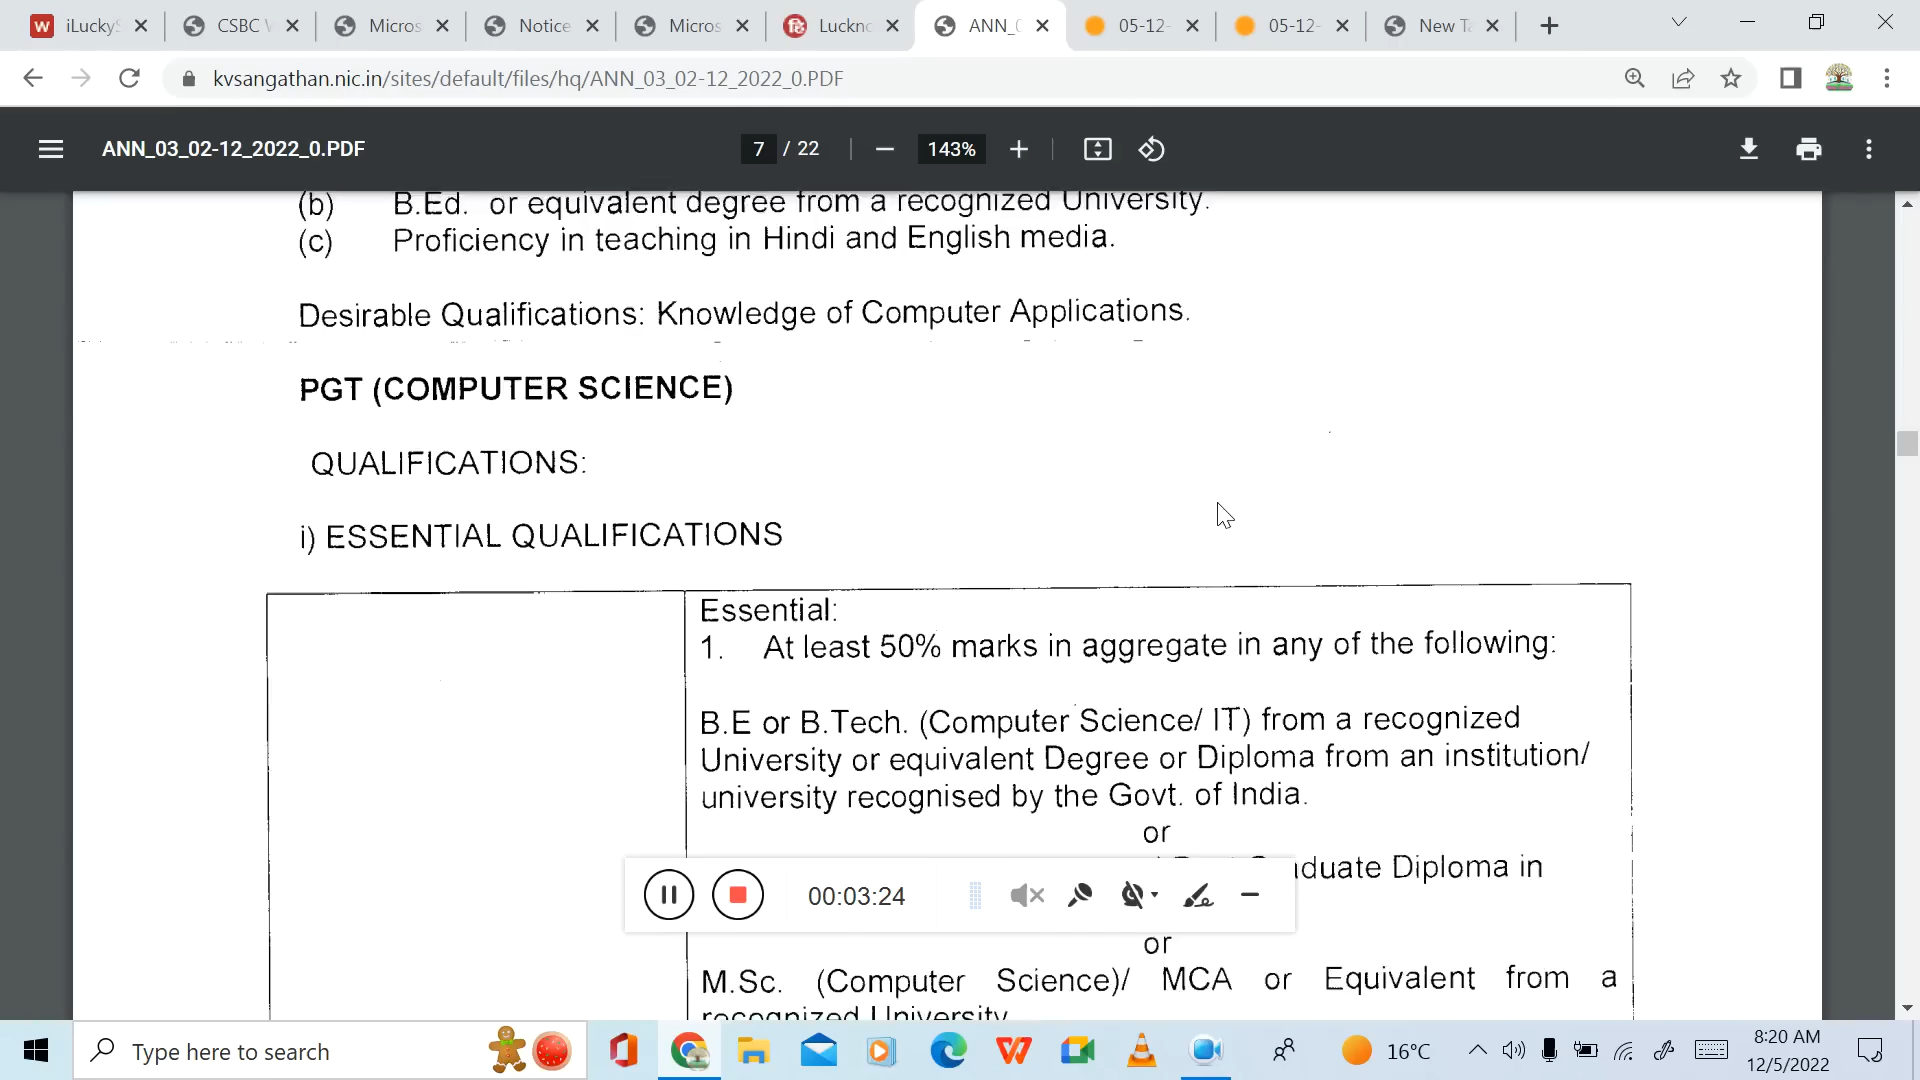 iLuckyS
CSBC
Micros
Notice
Micros
Luckno
ANN_0
05-12-
05-12-
New Ta
kvsangathan.nic.in/sites/default/files/hq/ANN_03_02-12_2022_0.PDF
ANN_03_02-12_2022_0.PDF
7 / 22
143%
(b) B.Ed. or equivalent degree from a recognized University.
(c) Proficiency in teaching in Hindi and English media.
Desirable Qualifications: Knowledge of Computer Applications.
PGT (COMPUTER SCIENCE)
QUALIFICATIONS:
i) ESSENTIAL QUALIFICATIONS
Essential:
1. At least 50% marks in aggregate in any of the following:
B.E or B.Tech. (Computer Science/ IT) from a recognized
University or equivalent Degree or Diploma from an institution/
university recognised by the Govt. of India.
or
Diploma in
00:03:24
or
M.Sc. (Computer Science)/ MCA or Equivalent from a
recognized University
Type here to search
16°C
8:20 AM
12/5/2022